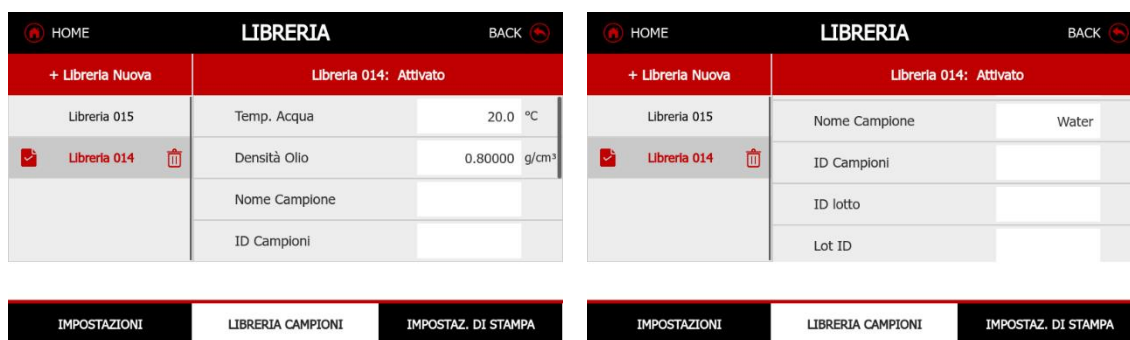 HOME LIBRERIA BACK
+ Libreria Nuova Libreria 014: Attivato
Libreria 015 Temp. Acqua 20.0 °C
Libreria 014 Densità Olio 0.80000 g/cm³
Nome Campione
ID Campioni
IMPOSTAZIONI LIBRERIA CAMPIONI IMPOSTAZ. DI STAMPA
HOME LIBRERIA BACK
+ Libreria Nuova Libreria 014: Attivato
Libreria 015 Nome Campione Water
Libreria 014 ID Campioni
ID lotto
Lot ID
IMPOSTAZIONI LIBRERIA CAMPIONI IMPOSTAZ. DI STAMPA